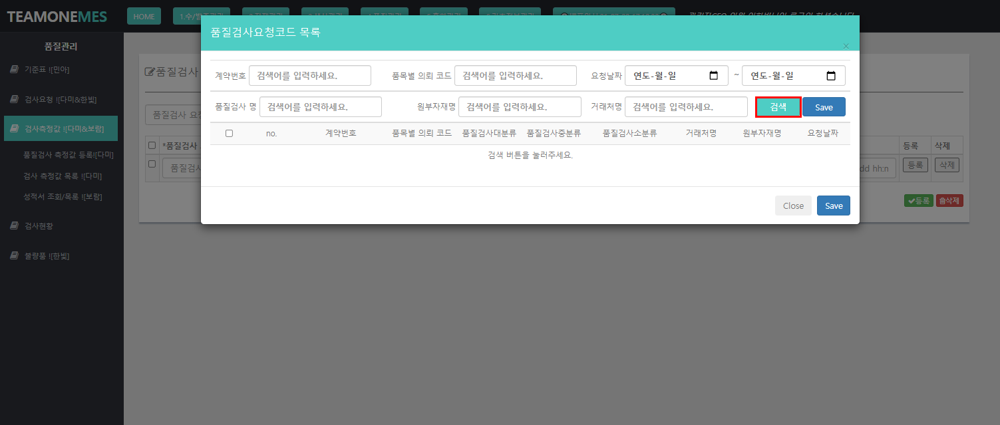 TEAMONEMES
HOME
품질검사요청코드 목록
×
계약번호 검색어를 입력하세요. 품목별 의뢰 코드 검색어를 입력하세요. 요청날짜 연도-월-일 ~ 연도-월-일
품질검사 명 검색어를 입력하세요. 원부자재명 검색어를 입력하세요. 거래처명 검색어를 입력하세요. 검색 Save
no. 계약번호 품목별 의뢰 코드 품질검사대분류 품질검사중분류 품질검사소분류 거래처명 원부자재명 요청날짜
검색 버튼을 눌러주세요.
Close Save
품질관리
기준표 ![민아]
검사요청 ![다미&한빛]
검사측정값 ![다미&보람]
품질검사 측정값 등록![다미]
검사 측정값 목록 ![다미]
성적서 조회/목록 ![보람]
검사현황
불량품 ![한빛]
품질검사
품질검사
*품질검사 등록 삭제
품질검사 dd hh:n 등록 삭제
등록 삭제